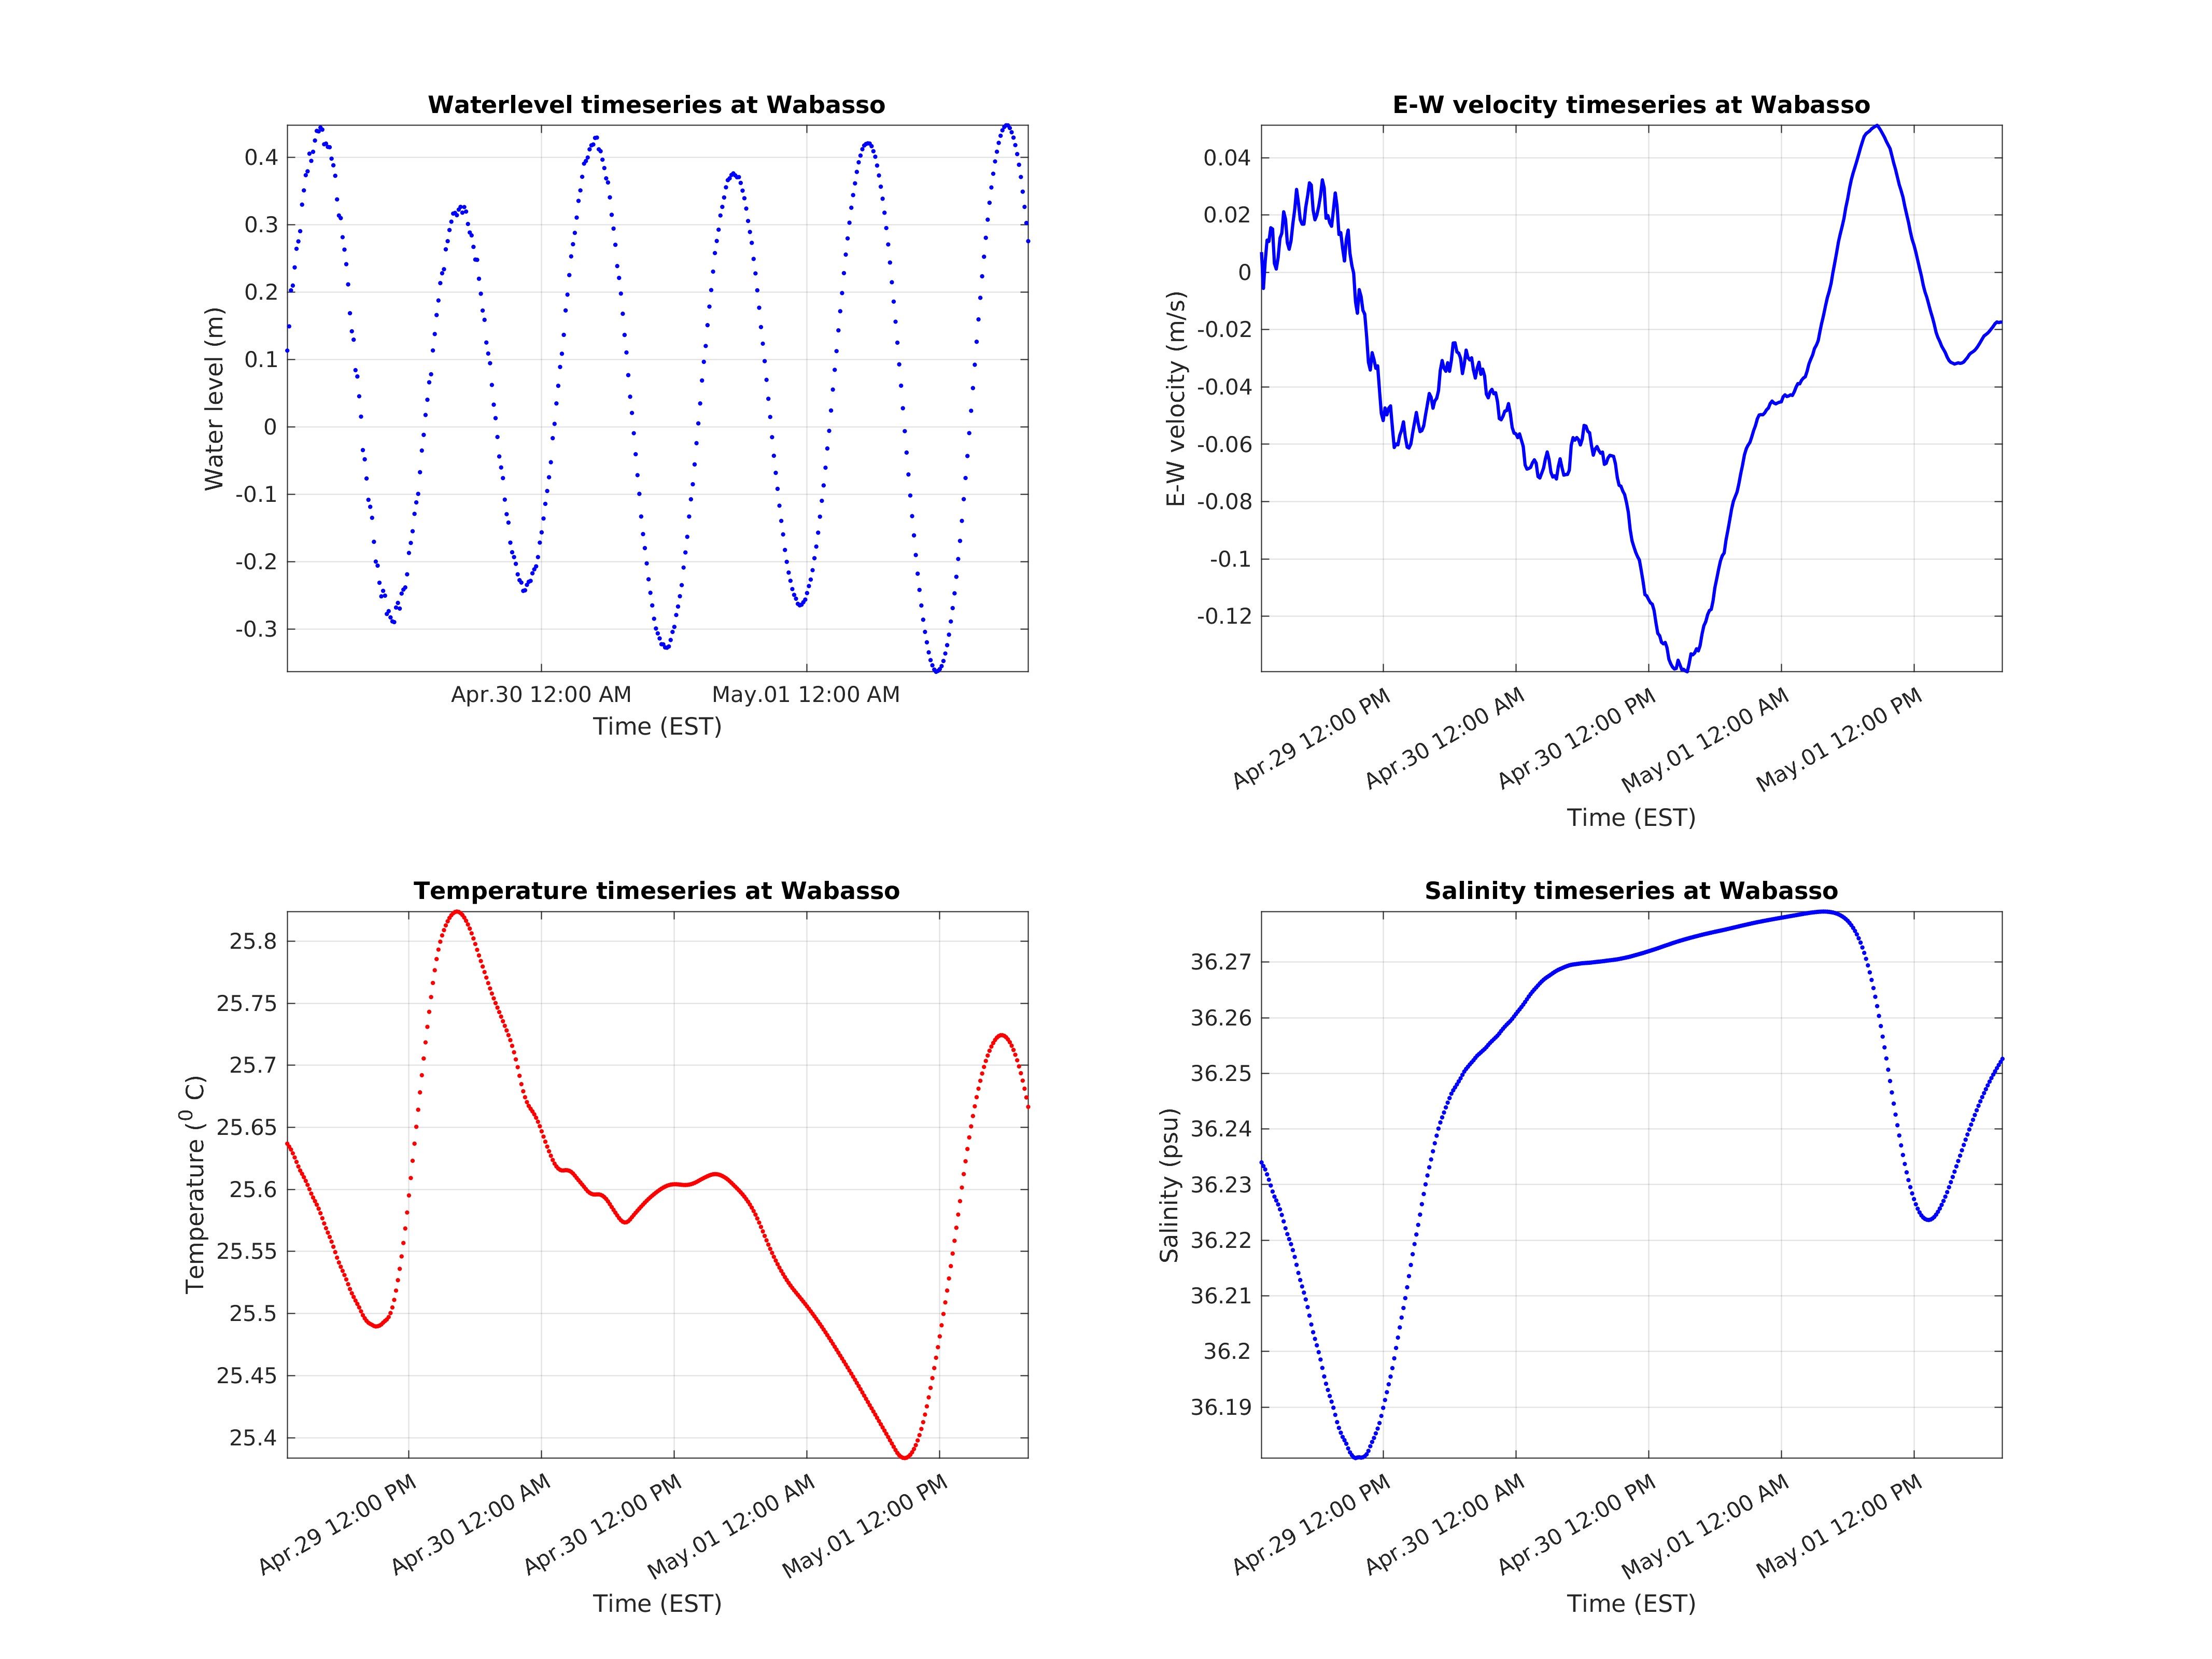 Waterlevel timeseries at Wabasso
0.4
0.3
0.2
0.1
0
-0.1
-0.2
-0.3
Water level (m)
Apr.30 12:00 AM
May.01 12:00 AM
Time (EST)
E-W velocity timeseries at Wabasso
0.04
0.02
0
-0.02
-0.04
-0.06
-0.08
-0.1
-0.12
E-W velocity (m/s)
Apr.29 12:00 PM
Apr.30 12:00 AM
Apr.30 12:00 PM
May.01 12:00 AM
May.01 12:00 PM
Time (EST)
Temperature timeseries at Wabasso
25.8
25.75
25.7
25.65
25.6
25.55
25.5
25.45
25.4
Temperature (⁰ C)
Apr.29 12:00 PM
Apr.30 12:00 AM
Apr.30 12:00 PM
May.01 12:00 AM
May.01 12:00 PM
Time (EST)
Salinity timeseries at Wabasso
36.27
36.26
36.25
36.24
36.23
36.22
36.21
36.2
36.19
Salinity (psu)
Apr.29 12:00 PM
Apr.30 12:00 AM
Apr.30 12:00 PM
May.01 12:00 AM
May.01 12:00 PM
Time (EST)